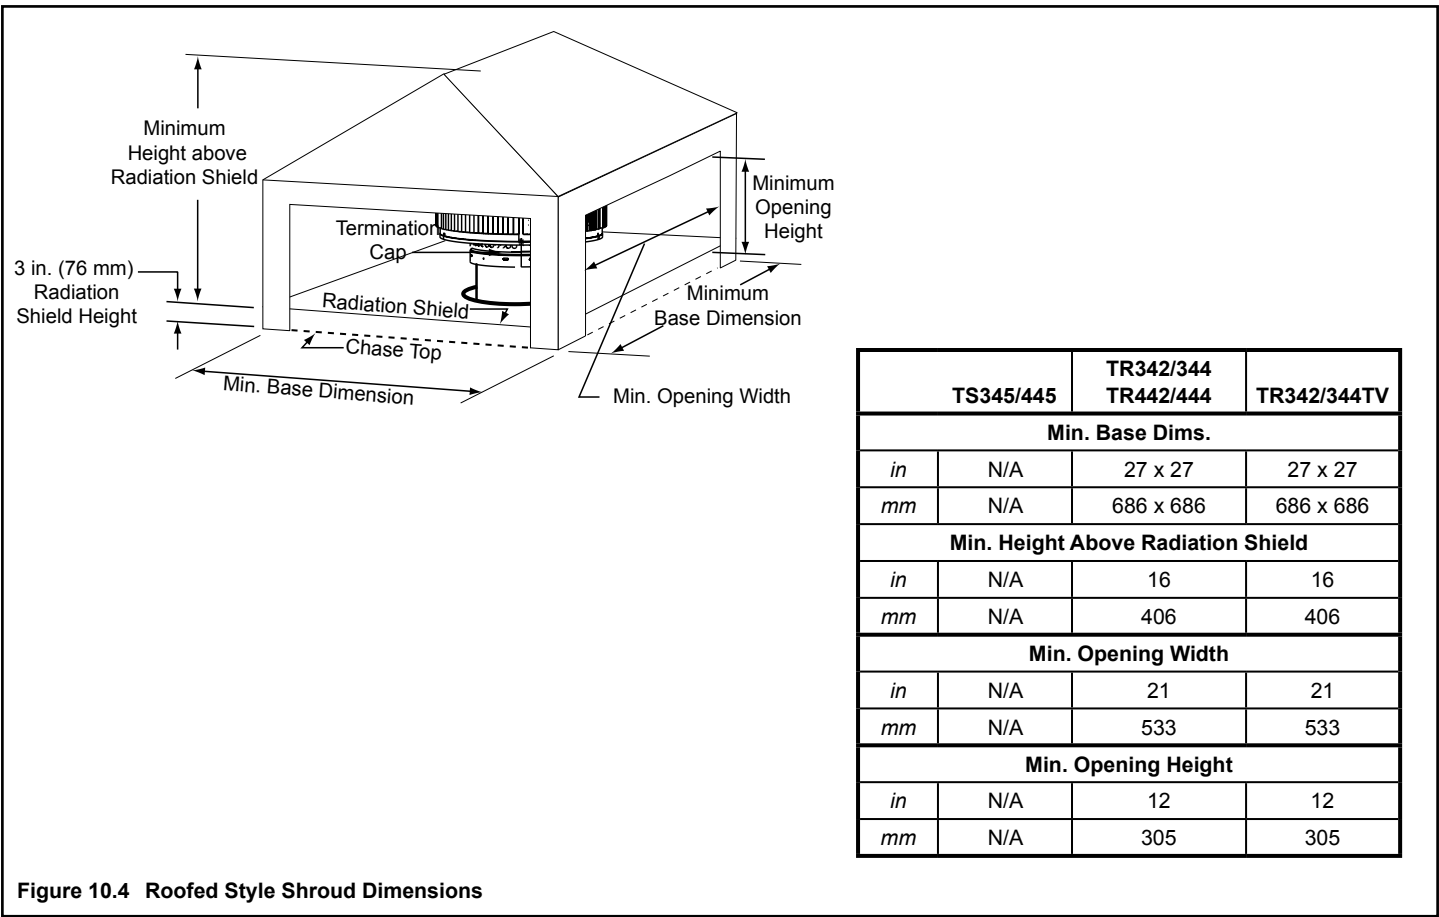 Minimum
Height above
Radiation Shield
3 in. (76 mm)
Radiation
Shield Height
Termination
Cap
Radiation Shield
Chase Top
Min. Base Dimension
Minimum
Opening
Height
Minimum
Base Dimension
Min. Opening Width
TS345/445 TR342/344 TR442/444 TR342/344TV
Min. Base Dims.
in N/A 27 x 27 27 x 27
mm N/A 686 x 686 686 x 686
Min. Height Above Radiation Shield
in N/A 16 16
mm N/A 406 406
Min. Opening Width
in N/A 21 21
mm N/A 533 533
Min. Opening Height
in N/A 12 12
mm N/A 305 305
Figure 10.4 Roofed Style Shroud Dimensions